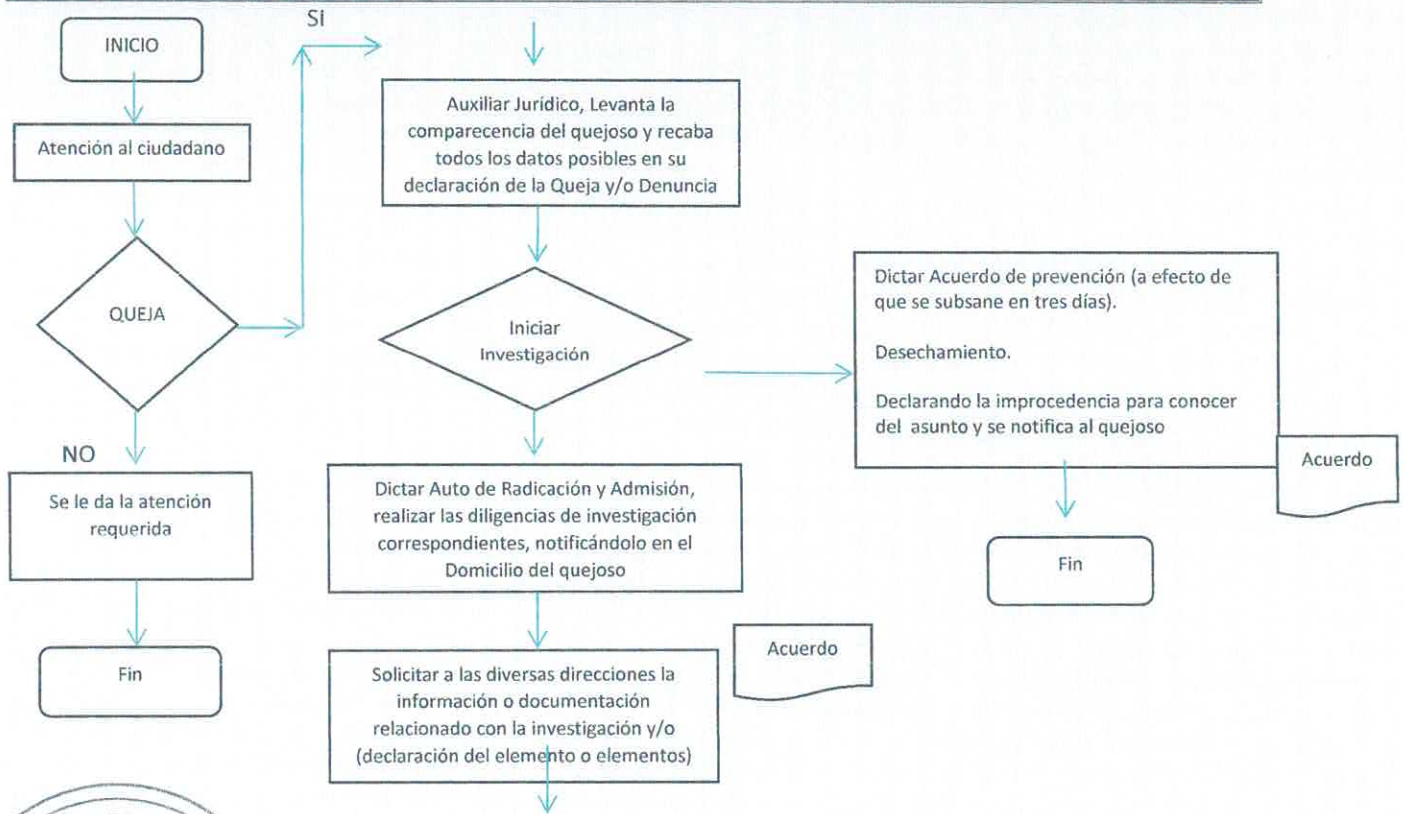 INICIO
Atención al ciudadano
QUEJA
Si
NO
Se le da la atención
requerida
Fin
Auxiliar Jurídico, Levanta la
comparecencia del quejoso y recaba
todos los datos posibles en su
declaración de la Queja y/o Denuncia
Iniciar
Investigación
Dictar Auto de Radicación y Admisión,
realizar las diligencias de investigación
correspondientes, notificándolo en el
Domicilio del quejoso
Solicitar a las diversas direcciones la
información o documentación
relacionado con la investigación y/o
(declaración del elemento o elementos)
Acuerdo
Dictar Acuerdo de prevención (a efecto de
que se subsane en tres días).
Desechamiento.
Declarando la improcedencia para conocer
del asunto y se notifica al quejoso
Acuerdo
Fin